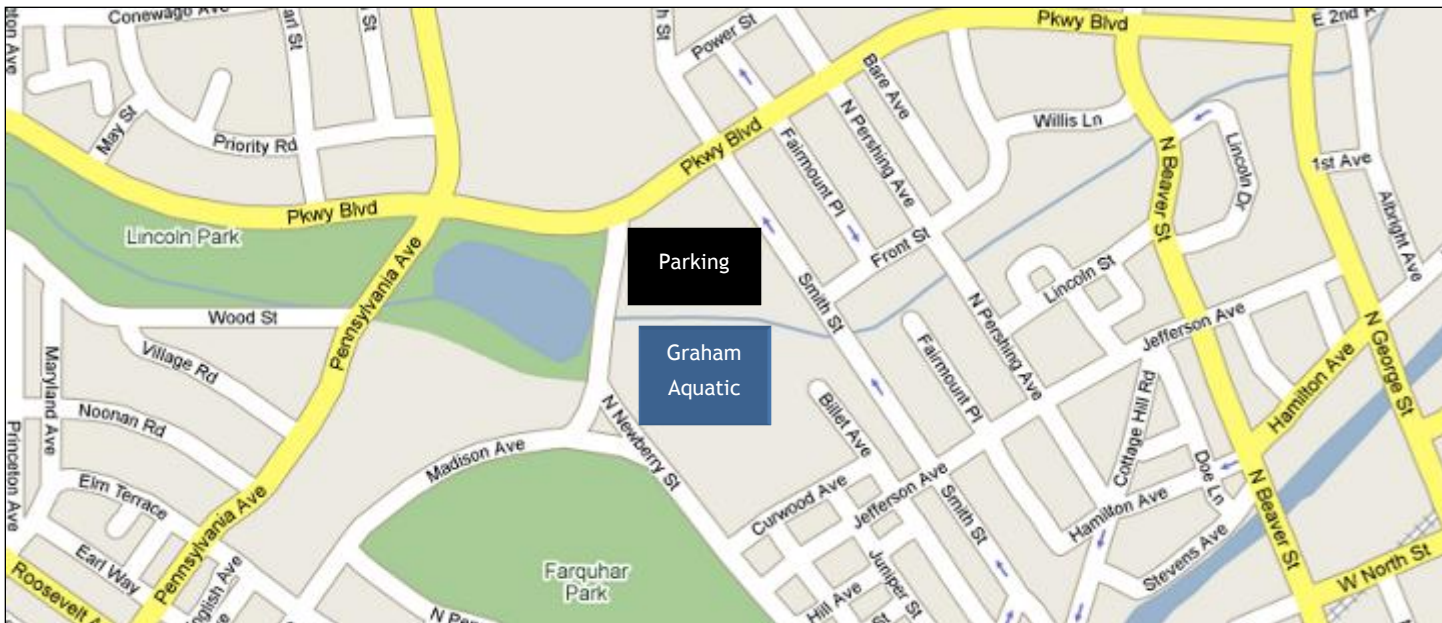 Conewago Ave
May St
Priority Rd
Pkwy Blvd
Lincoln Park
Wood St
Village Rd
Maryland Ave
Noonan Rd
Princeton Ave
Elm Terrace
Earl Way
Roosevelt
Pennsylvania Ave
Pennsylvania Ave
Pennsylvania Ave
Madison Ave
N Newberry St
Farquhar
Park
Parking
Graham
Aquatic
Pkwy Blvd
Power St
Fairmount Pl
Bare Ave
N Pershing Ave
Front St
Smith St
Willis Ln
Pkwy Blvd
N Beaver St
Lincoln Dr
Lincoln St
1st Ave
Albright Ave
Jefferson Ave
N George St
Hamilton Ave
N Pershing Ave
Fairmount Pl
Billet Ave
Curwood Ave
Jefferson Ave
Smith St
Juniper St
Hill Ave
Cottage Hill Rd
Doe Ln
Hamilton Ave
Stevens Ave
N Beaver St
W North St